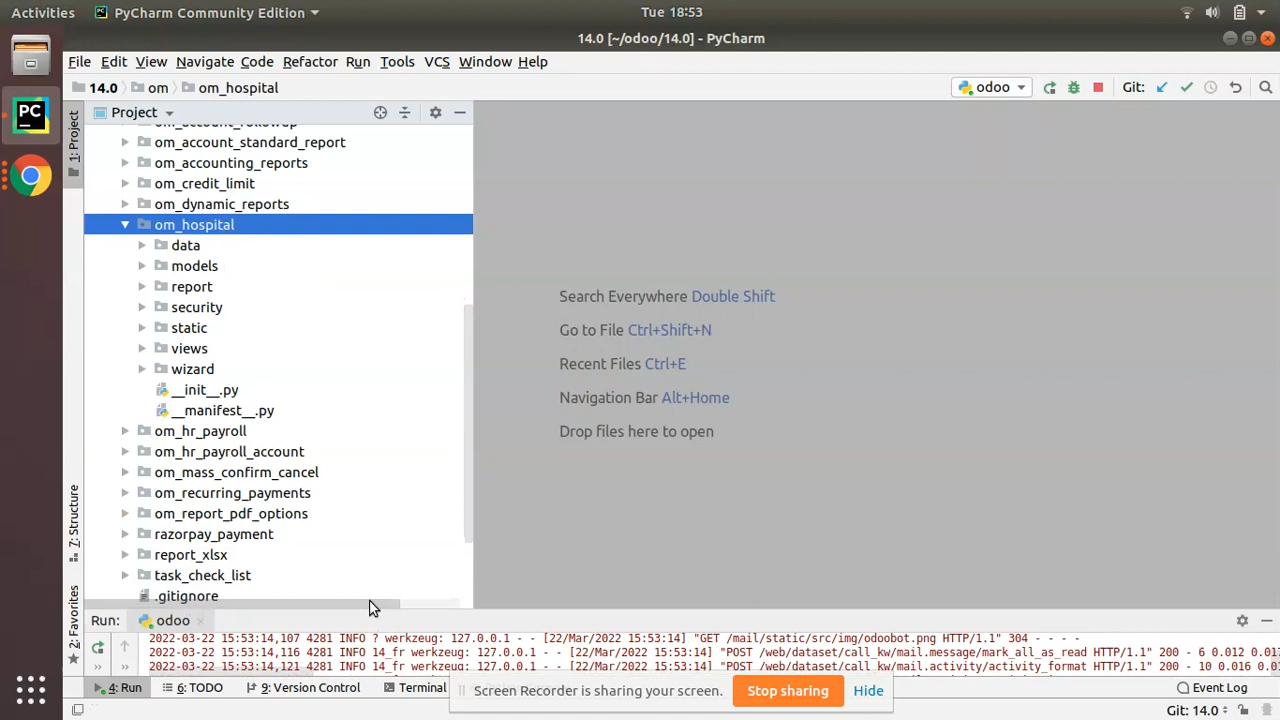 Activities PyCharm Community Edition Tue 18:53
14.0 [~/odoo/14.0] - PyCharm
File Edit View Navigate Code Refactor Run Tools VCS Window Help
14.0 om om_hospital odoo Git:
Project
1: Project
om_account_followup
om_account_standard_report
om_accounting_reports
om_credit_limit
om_dynamic_reports
om_hospital
data
models
report
security
static
views
wizard
__init__.py
__manifest__.py
om_hr_payroll
om_hr_payroll_account
om_mass_confirm_cancel
om_recurring_payments
om_report_pdf_options
razorpay_payment
report_xlsx
task_check_list
.gitignore
7: Structure
2: Favorites
Search Everywhere Double Shift
Go to File Ctrl+Shift+N
Recent Files Ctrl+E
Navigation Bar Alt+Home
Drop files here to open
Run: odoo
2022-03-22 15:53:14,107 4281 INFO ? werkzeug: 127.0.0.1 - - [22/Mar/2022 15:53:14] "GET /mail/static/src/img/odoobot.png HTTP/1.1" 304 - - - -
2022-03-22 15:53:14,116 4281 INFO 14_fr werkzeug: 127.0.0.1 - - [22/Mar/2022 15:53:14] "POST /web/dataset/call_kw/mail.message/mark_all_as_read HTTP/1.1" 200 - 6 0.012 0.01
2022-03-22 15:53:14,121 4281 INFO 14_fr werkzeug: 127.0.0.1 - - [22/Mar/2022 15:53:14] "POST /web/dataset/call_kw/mail.activity/activity_format HTTP/1.1" 200 - 10 0.016 0.01
4: Run 6: TODO 9: Version Control Terminal Event Log
Screen Recorder is sharing your screen. Stop sharing Hide
Git: 14.0